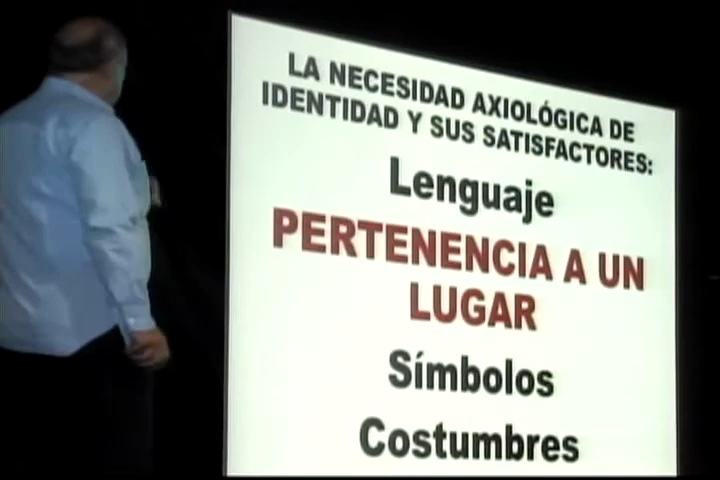 LA NECESIDAD AXIOLÓGICA DE
IDENTIDAD Y SUS SATISFACTORES:
Lenguaje
PERTENENCIA A UN
LUGAR
Símbolos
Costumbres